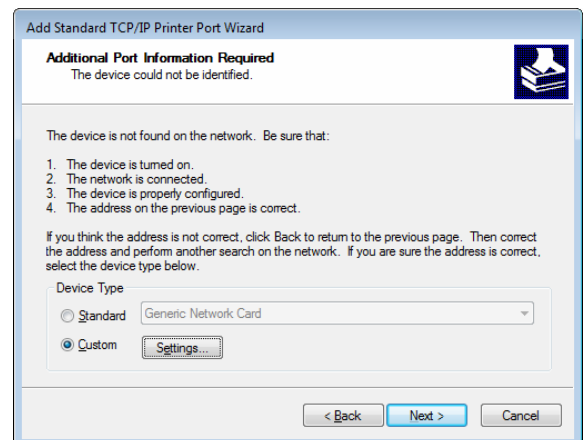 Add Standard TCP/IP Printer Port Wizard
Additional Port Information Required
The device could not be identified.
The device is not found on the network. Be sure that:
1. The device is turned on.
2. The network is connected.
3. The device is properly configured.
4. The address on the previous page is correct.
If you think the address is not correct, click Back to return to the previous page. Then correct
the address and perform another search on the network. If you are sure the address is correct,
select the device type below.
Device Type
Standard Generic Network Card
Custom Settings...
< Back Next > Cancel